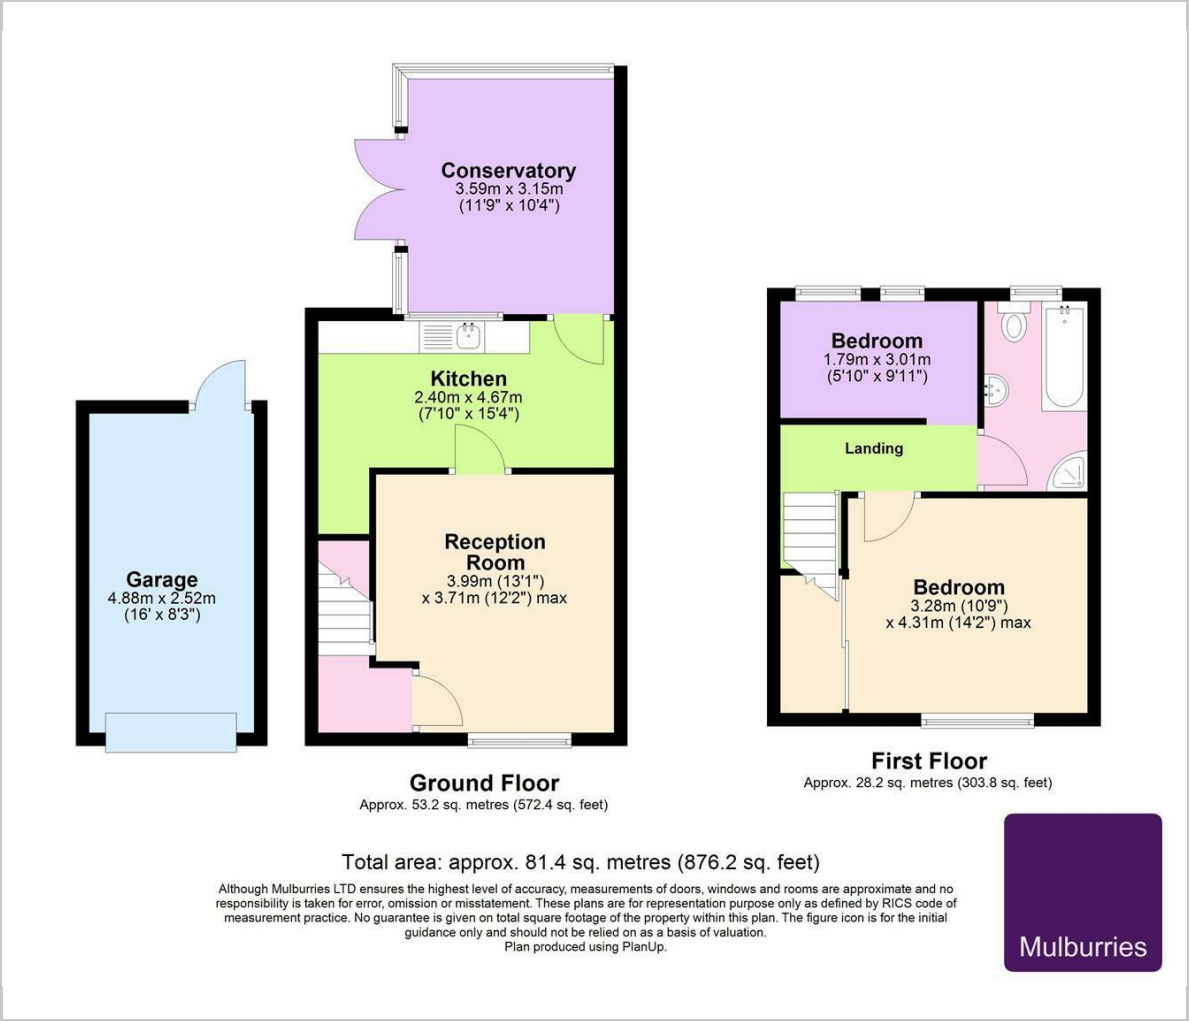 Conservatory
3.59m x 3.15m
(11'9" x 10'4")
Kitchen
2.40m x 4.67m
(7'10" x 15'4")
Reception
Room
3.99m (13'1")
x 3.71m (12'2") max
Garage
4.88m x 2.52m
(16' x 8'3")
Bedroom
1.79m x 3.01m
(5'10" x 9'11")
Landing
Bedroom
3.28m (10'9")
x 4.31m (14'2") max
Ground Floor
Approx. 53.2 sq. metres (572.4 sq. feet)
First Floor
Approx. 28.2 sq. metres (303.8 sq. feet)
Total area: approx. 81.4 sq. metres (876.2 sq. feet)
Although Mulburries LTD ensures the highest level of accuracy, measurements of doors, windows and rooms are approximate and no
responsibility is taken for error, omission or misstatement. These plans are for representation purpose only as defined by RICS code of
measurement practice. No guarantee is given on total square footage of the property within this plan. The figure icon is for the initial
guidance only and should not be relied on as a basis of valuation.
Plan produced using PlanUp.
Mulburries